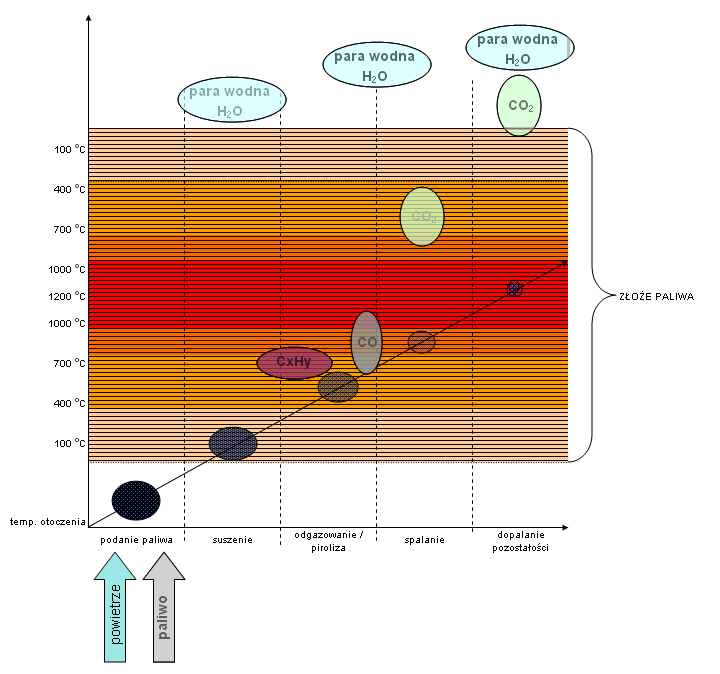 para wodna
H₂O
para wodna
H₂O
para wodna
H₂O
CO₂
100 °C
400 °C
CO₂
700 °C
1000 °C
1200 °C
ZŁOŻE PALIWA
1000 °C
CO
700 °C
CxHy
400 °C
100 °C
temp. otoczenia
podanie paliwa
suszenie
odgazowanie /
piroliza
spalanie
dopalanie
pozostałości
powietrze
paliwo